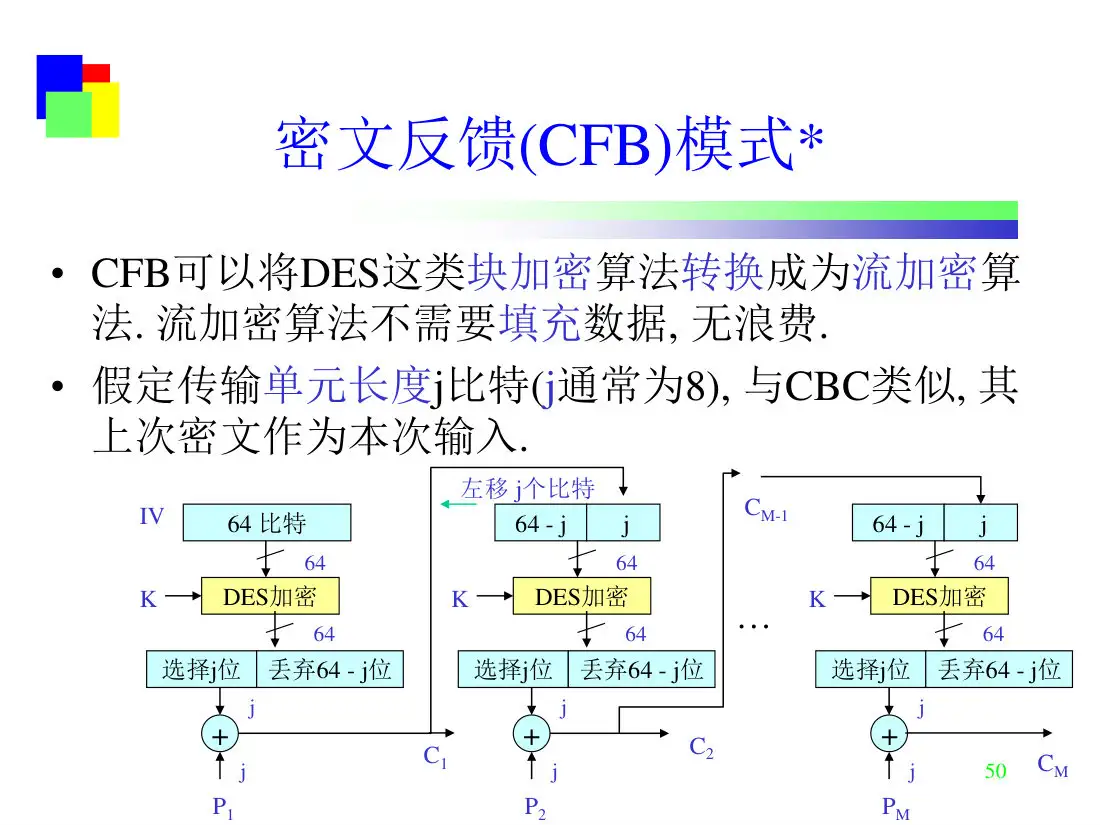 密文反馈(CFB)模式*
• CFB可以将DES这类块加密算法转换成为流加密算
法. 流加密算法不需要填充数据, 无浪费.
• 假定传输单元长度j比特(j通常为8), 与CBC类似, 其
上次密文作为本次输入.
左移 j个比特
IV 64 比特 64 - j j C_{M-1} 64 - j j
64 64 64
K DES加密 K DES加密 K DES加密
…
64 64 64
选择j位 丢弃64 - j位 选择j位 丢弃64 - j位 选择j位 丢弃64 - j位
j j j
+ + +
C₁ C₂ C_M
j j j 50
P₁ P₂ P_M